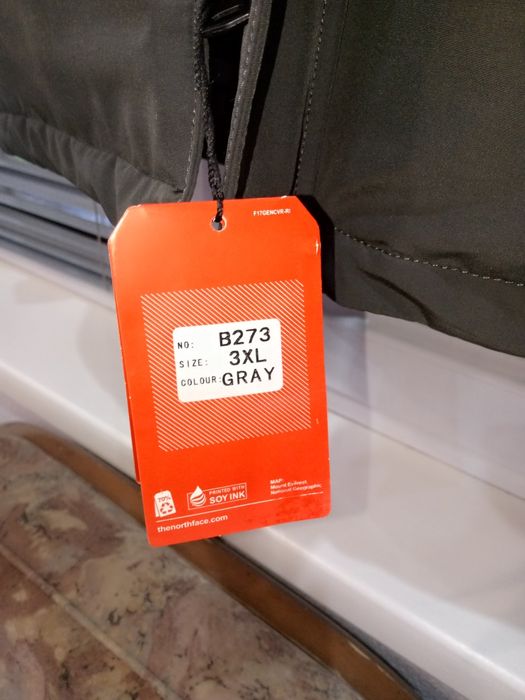 F17GENCVR-RI
NO: B273
SIZE: 3XL
COLOUR: GRAY
70%
PRINTED WITH
SOY INK
MAP:
Mount Everest
National Geographic
thenorthface.com